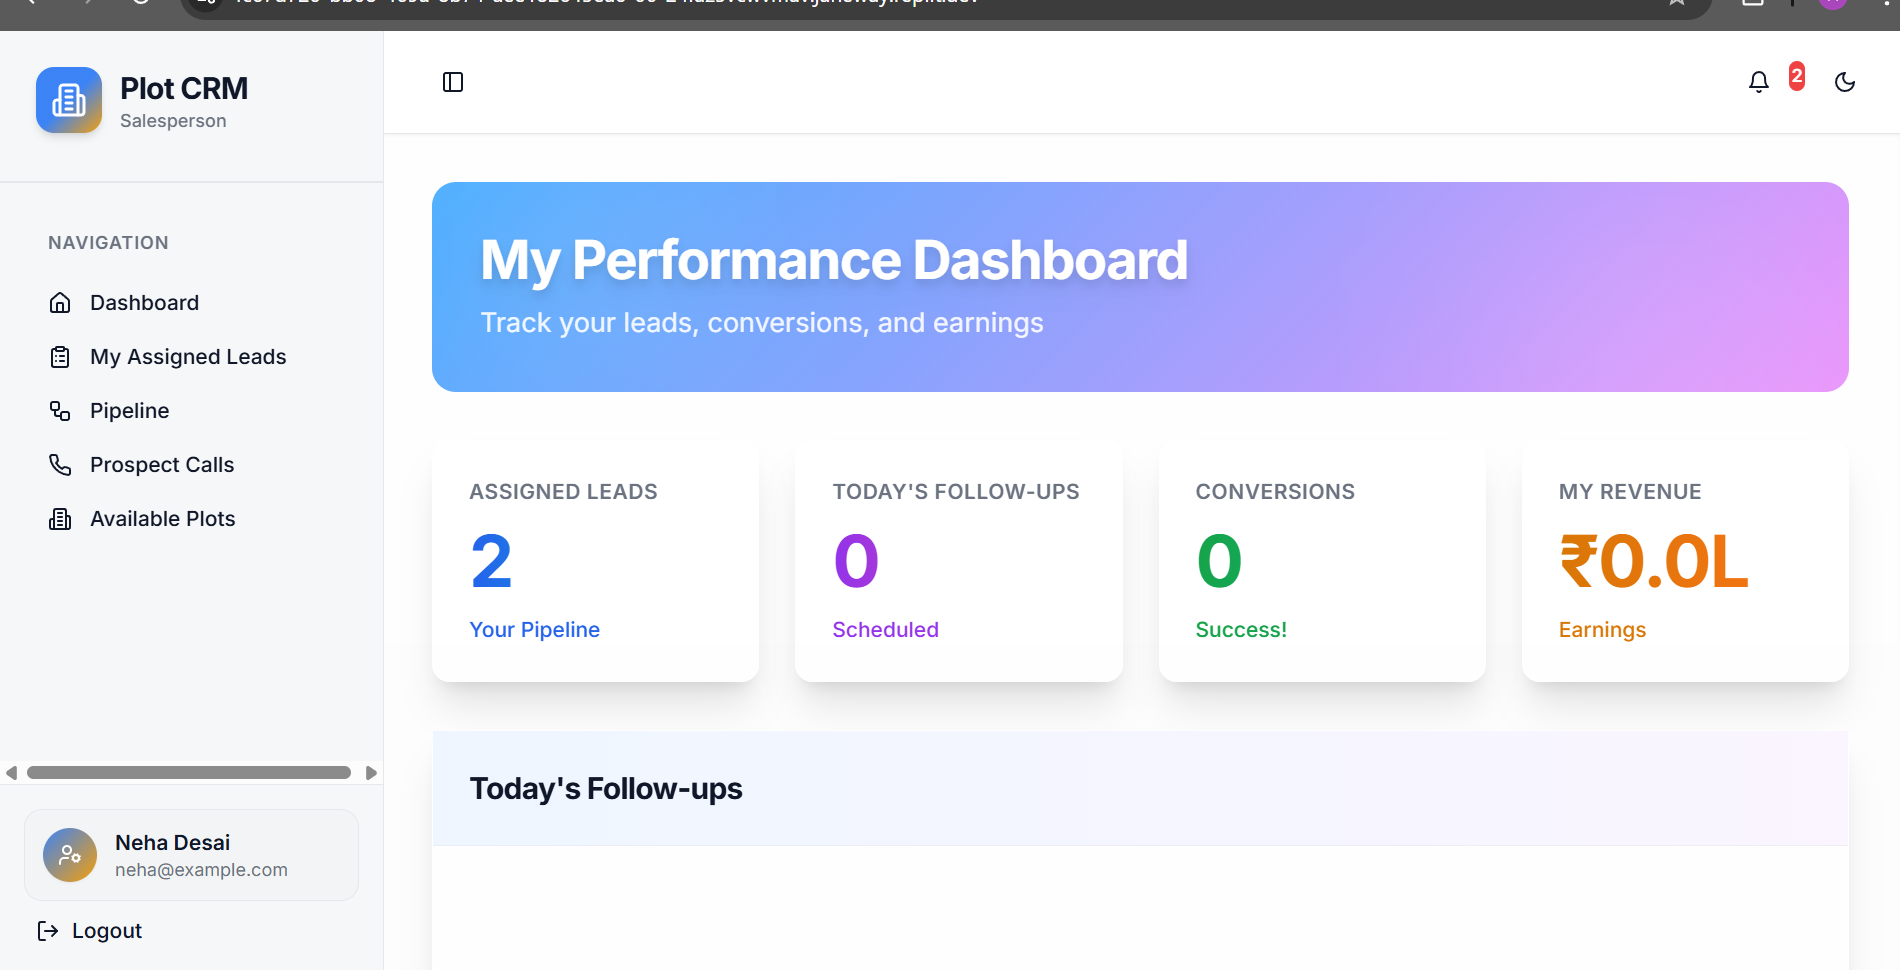 Plot CRM
Salesperson
2
NAVIGATION
Dashboard
My Assigned Leads
Pipeline
Prospect Calls
Available Plots
My Performance Dashboard
Track your leads, conversions, and earnings
ASSIGNED LEADS
2
Your Pipeline
TODAY'S FOLLOW-UPS
0
Scheduled
CONVERSIONS
0
Success!
MY REVENUE
₹0.0L
Earnings
Today's Follow-ups
Neha Desai
neha@example.com
Logout